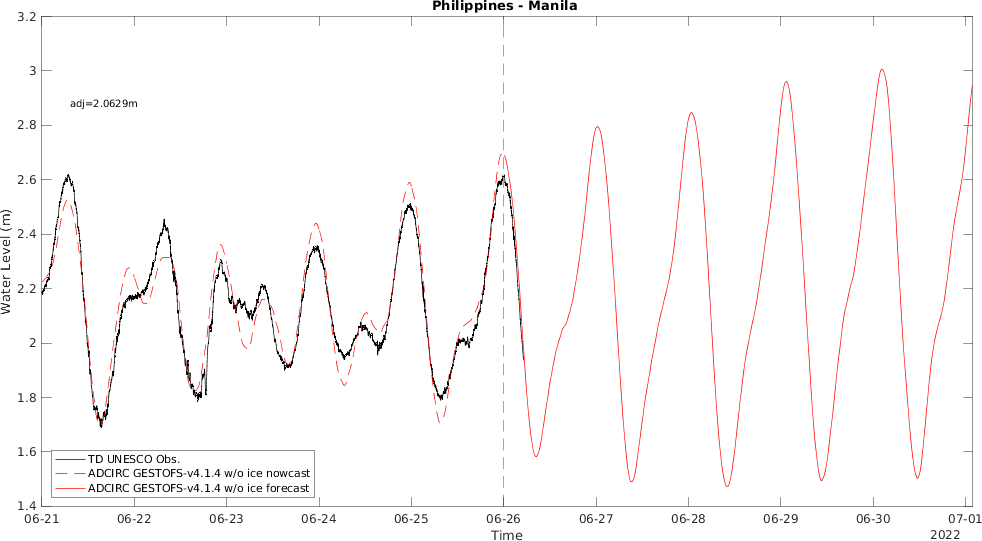 Philippines - Manila
3.2
3
2.8
2.6
2.4
2.2
2
1.8
1.6
1.4
Water Level (m)
adj=2.0629m
TD UNESCO Obs.
ADCIRC GESTOFS-v4.1.4 w/o ice nowcast
ADCIRC GESTOFS-v4.1.4 w/o ice forecast
06-21 06-22 06-23 06-24 06-25 06-26 06-27 06-28 06-29 06-30 07-01
Time
2022